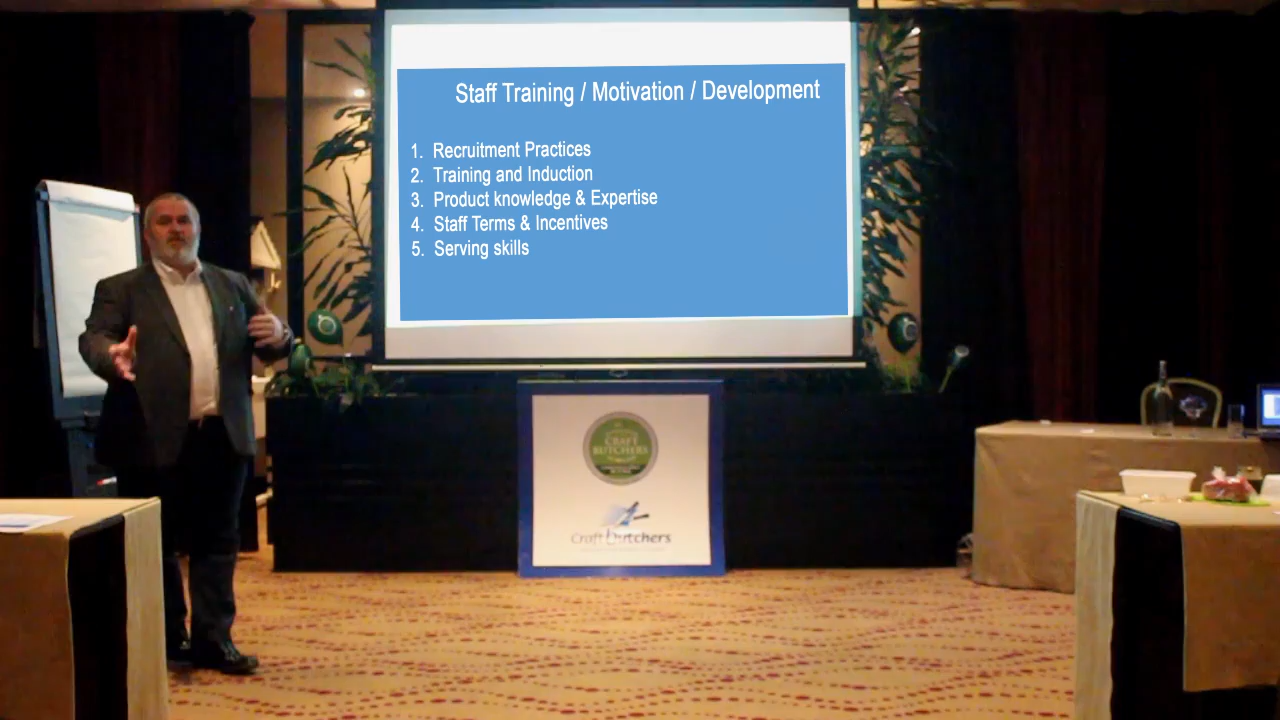 Staff Training / Motivation / Development
1. Recruitment Practices
2. Training and Induction
3. Product knowledge & Expertise
4. Staff Terms & Incentives
5. Serving skills
CRAFT
BUTCHERS
Craft butchers